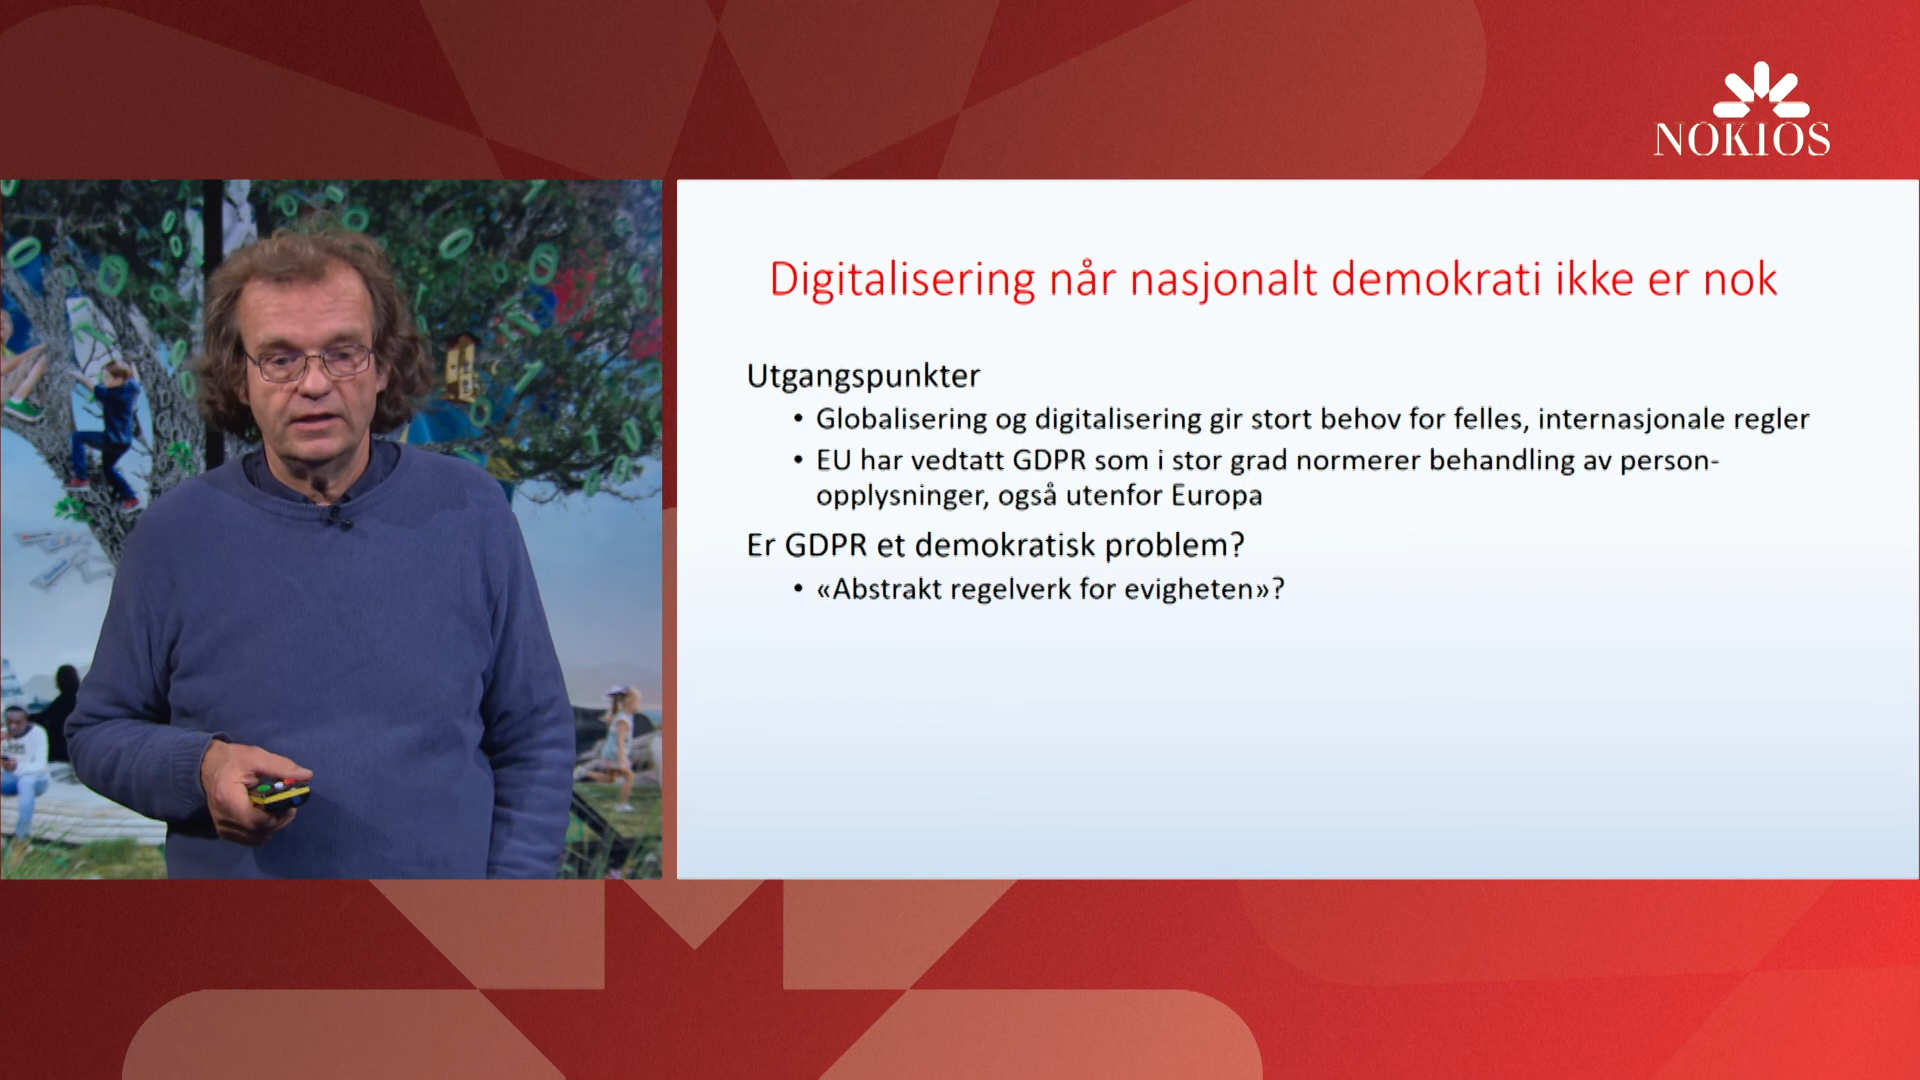 NOKIOS
Digitalisering når nasjonalt demokrati ikke er nok
Utgangspunkter
• Globalisering og digitalisering gir stort behov for felles, internasjonale regler
• EU har vedtatt GDPR som i stor grad normerer behandling av person-
opplysninger, også utenfor Europa
Er GDPR et demokratisk problem?
• «Abstrakt regelverk for evigheten»?